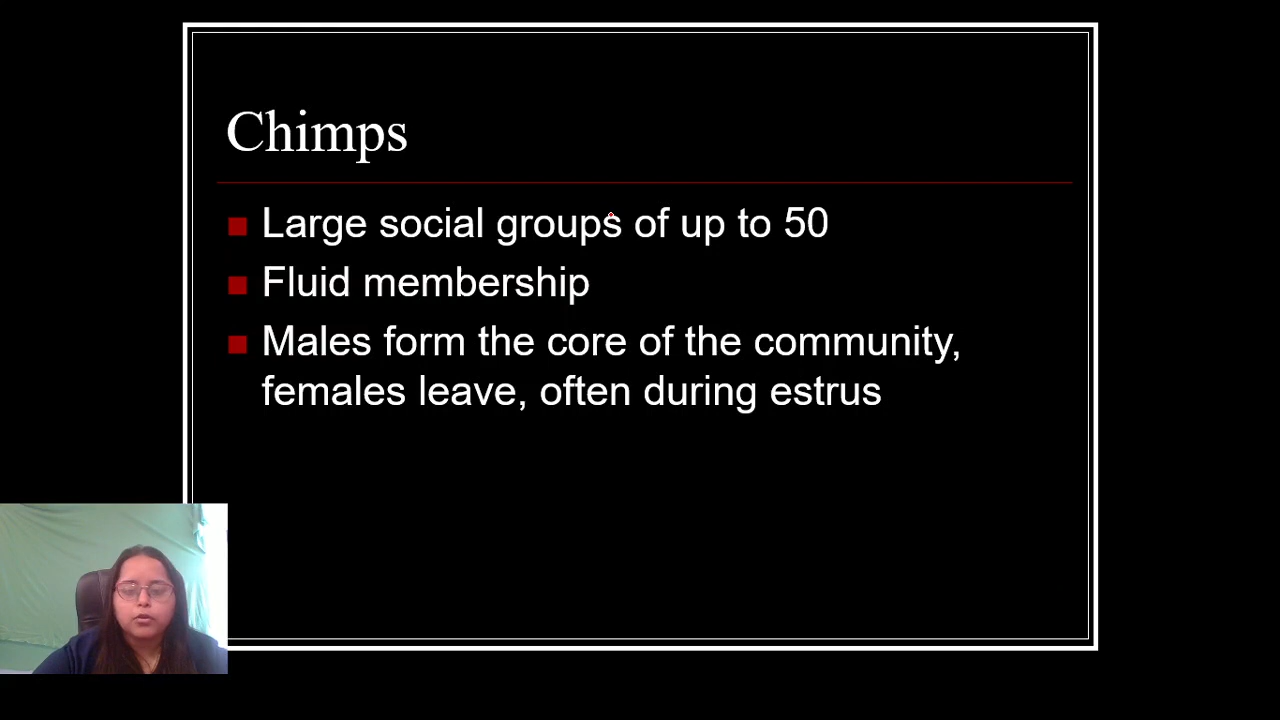 Chimps
Large social groups of up to 50
Fluid membership
Males form the core of the community,
females leave, often during estrus